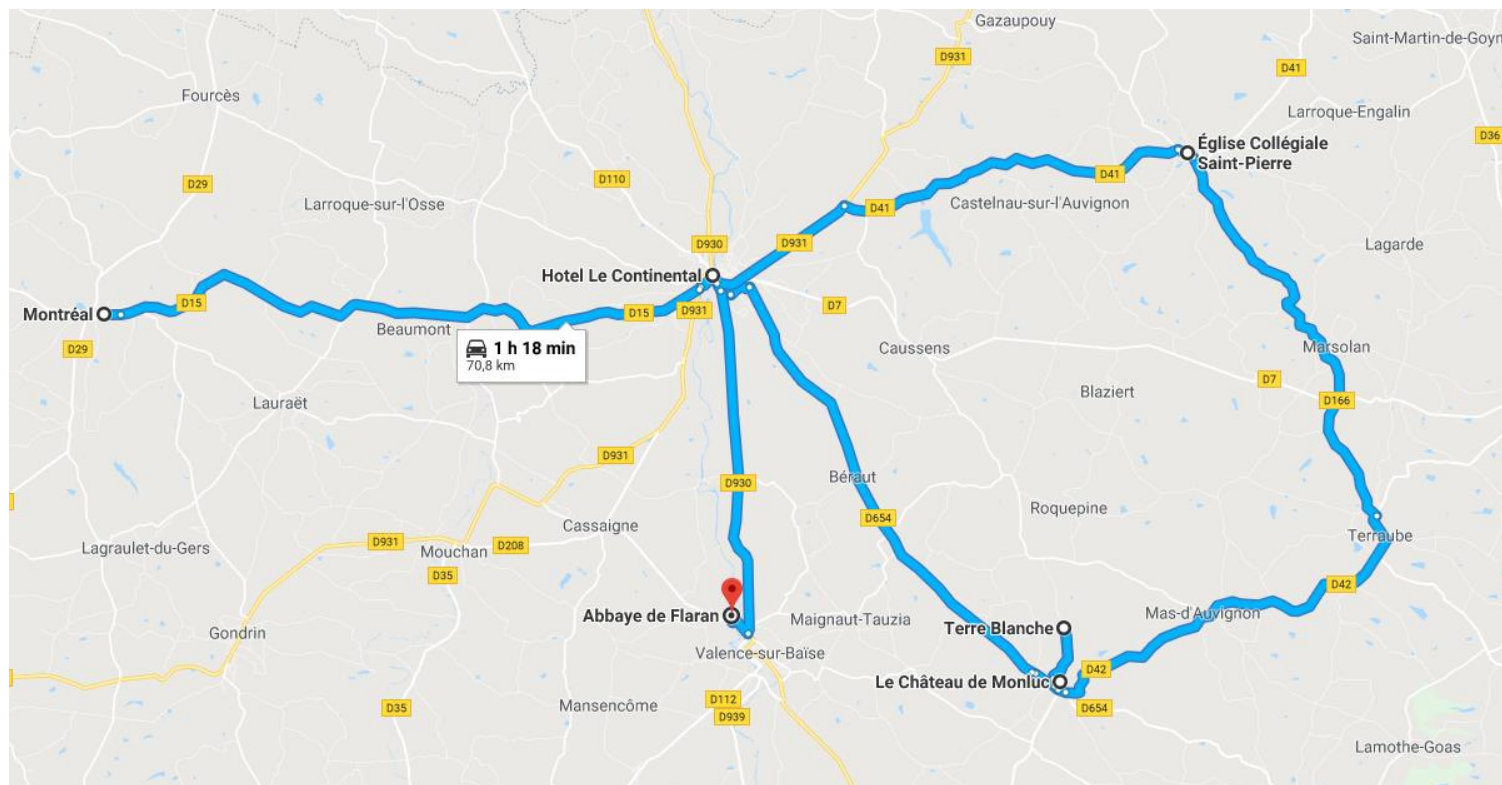 Gazaupouy
Saint-Martin-de-Goyn
D931
D41
Fourcès
Larroque-Engalin
D36
Église Collégiale
Saint-Pierre
D110
D29
D41
Larroque-sur-l'Osse
Castelnau-sur-l'Auvignon
D41
D930
D931
Lagarde
Hotel Le Continental
D15
D7
Montréal
D15
D931
Beaumont
D29
1 h 18 min
70,8 km
Caussens
Marsolan
D7
Blaziert
Lauraët
D166
D931
Béraut
D930
Roquepine
D654
Cassaigne
Terraube
Lagraulet-du-Gers
D931
Mouchan
D208
D35
D42
Abbaye de Flaran
Maignaut-Tauzia
Mas-d'Auvignon
Terre Blanche
Gondrin
Valence-sur-Baïse
D42
Le Château de Monluc
D112
Mansencôme
D35
D939
D654
Lamothe-Goas